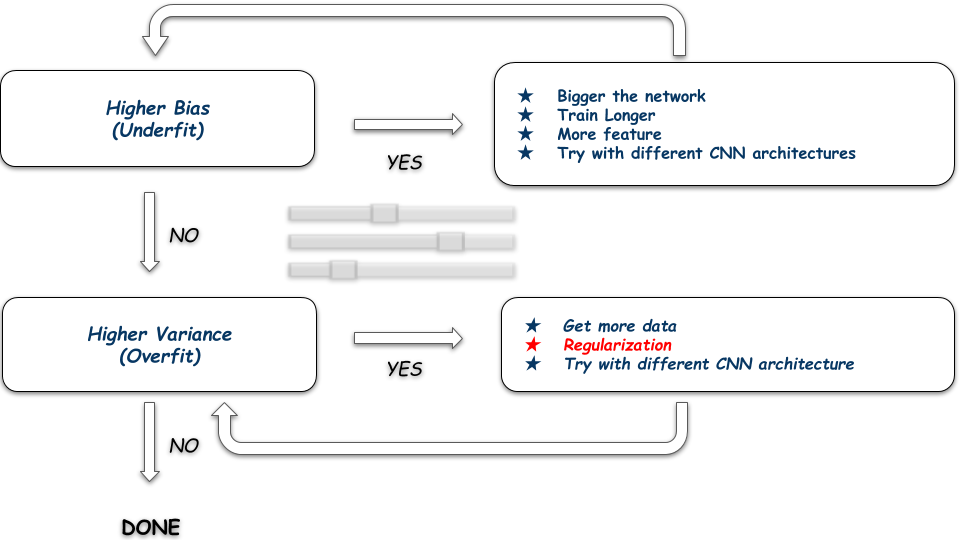 Higher Bias
(Underfit)
YES
★ Bigger the network
★ Train Longer
★ More feature
★ Try with different CNN architectures
NO
Higher Variance
(Overfit)
YES
★ Get more data
★ Regularization
★ Try with different CNN architecture
NO
DONE